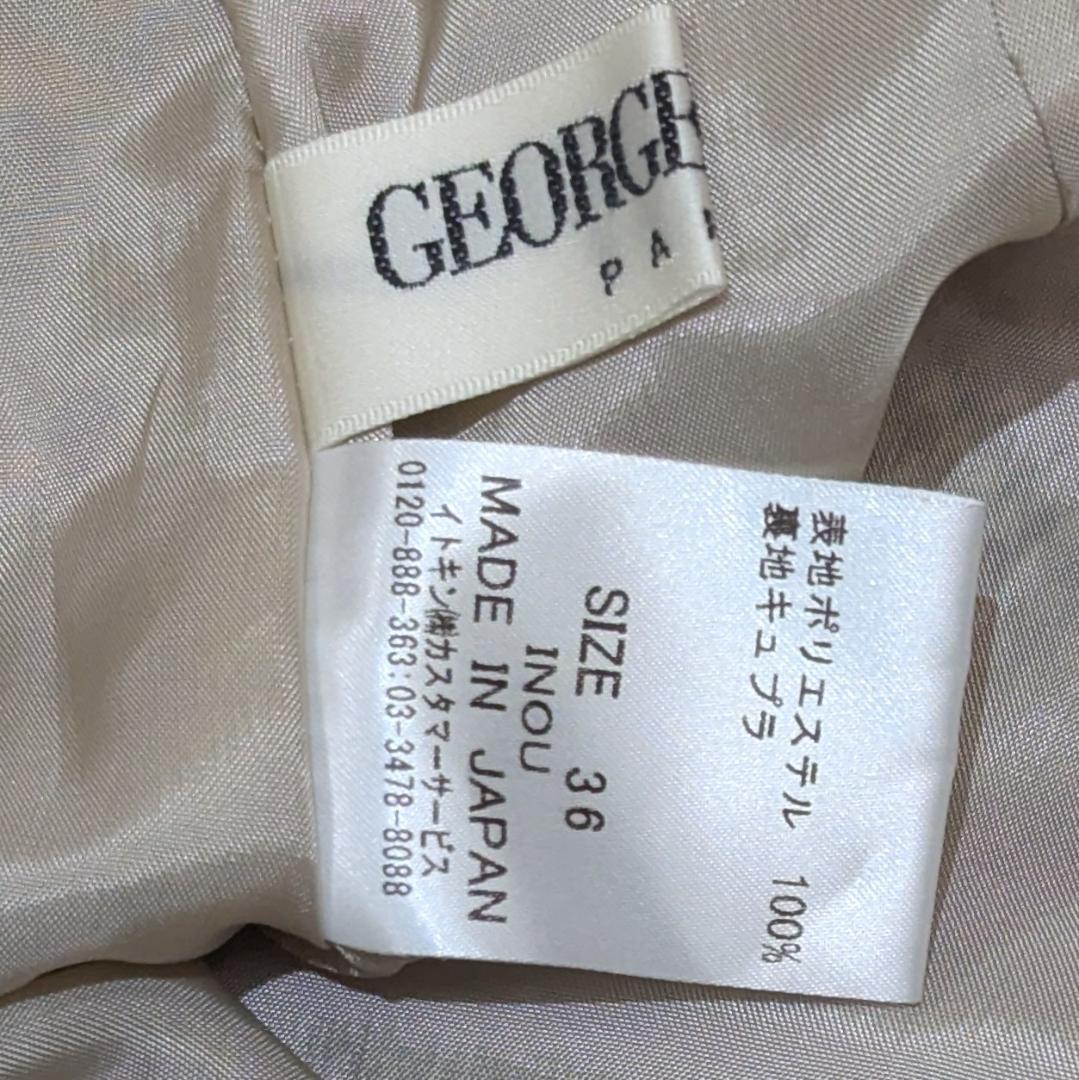 GEORGE
PA
表地ポリエステル 100%
裏地キュプラ
SIZE 36
INOU
MADE IN JAPAN
イトキン㈱カスタマーサービス
0120-888-363:03-3478-8088